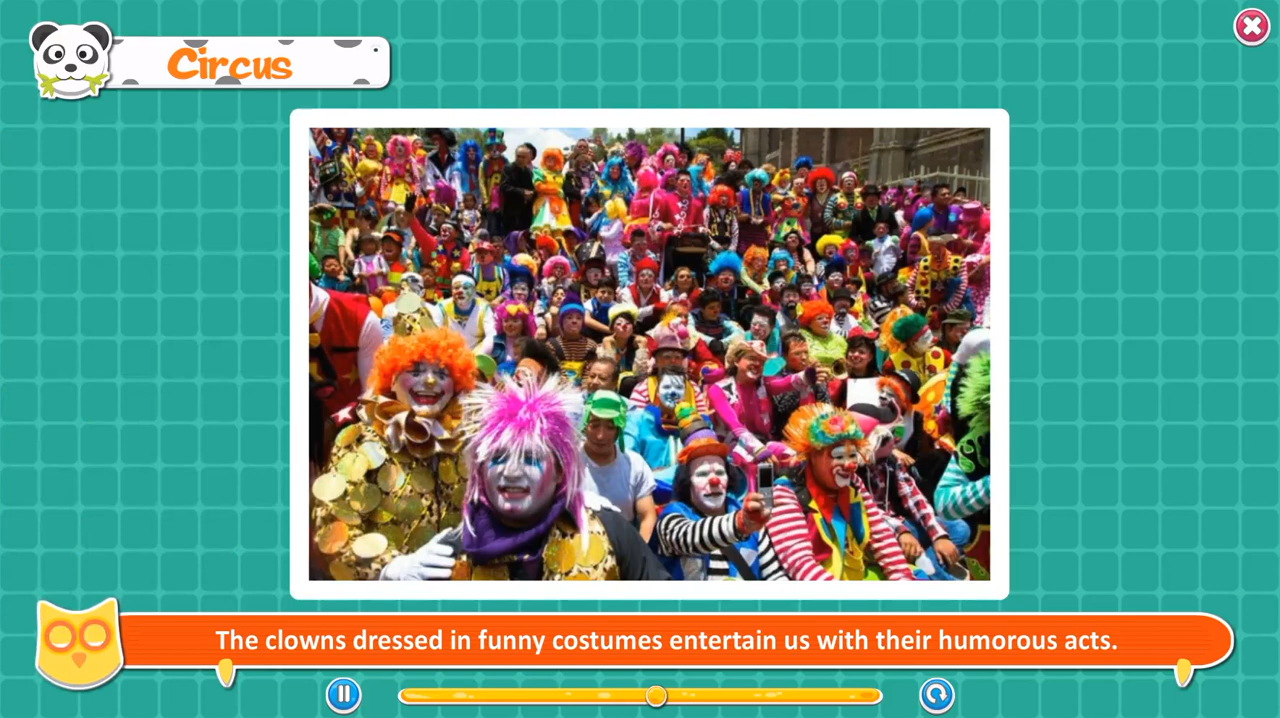 Circus
The clowns dressed in funny costumes entertain us with their humorous acts.